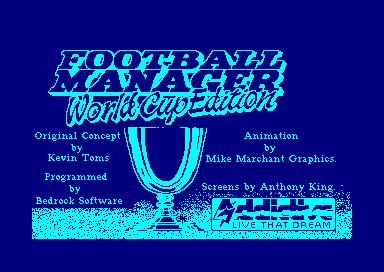 FOOTBALL
MANAGER
World Cup Edition
Original Concept
by
Kevin Toms
Programmed
by
Bedrock Software
Animation
by
Mike Marchant Graphics.
Screens by Anthony King.
Addictive
LIVE THAT DREAM